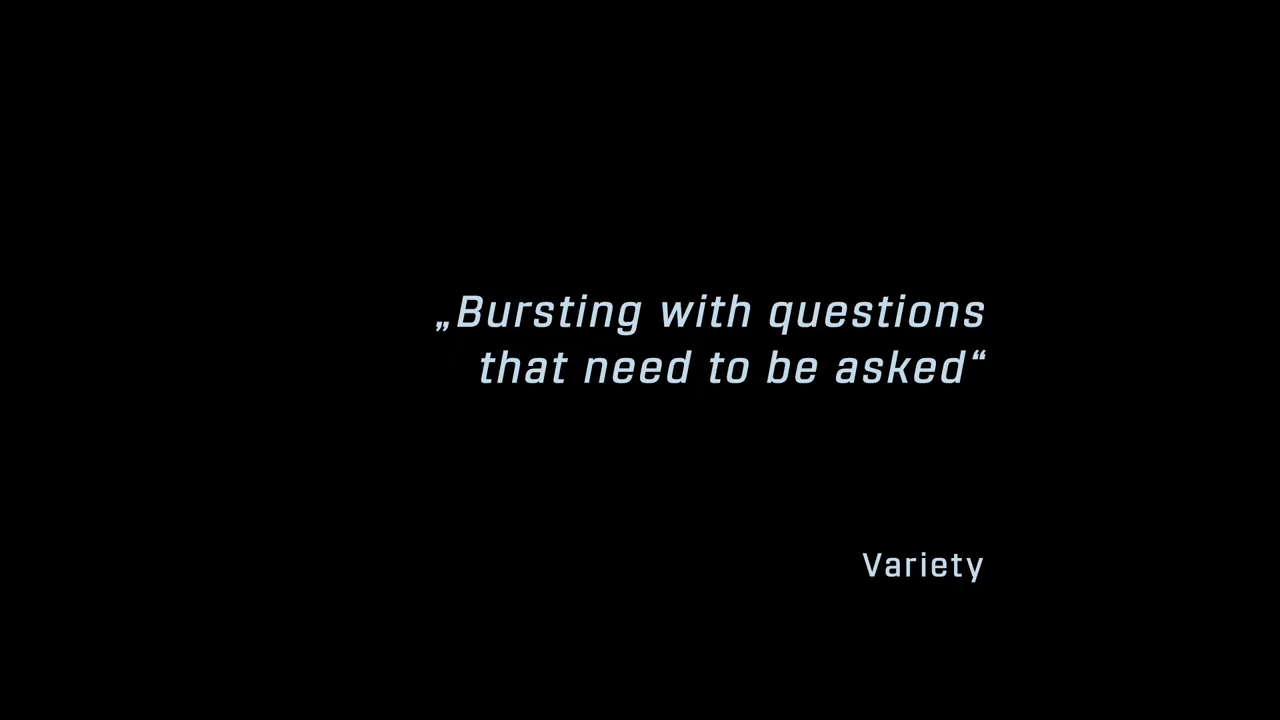 „Bursting with questions
that need to be asked“
Variety